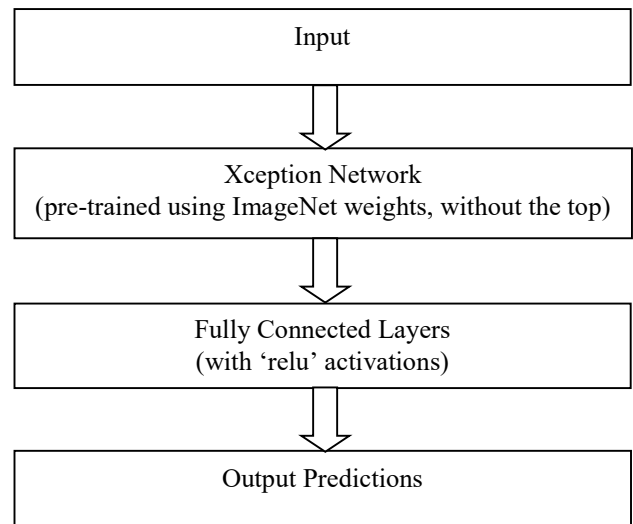 Input
Xception Network
(pre-trained using ImageNet weights, without the top)
Fully Connected Layers
(with ‘relu’ activations)
Output Predictions